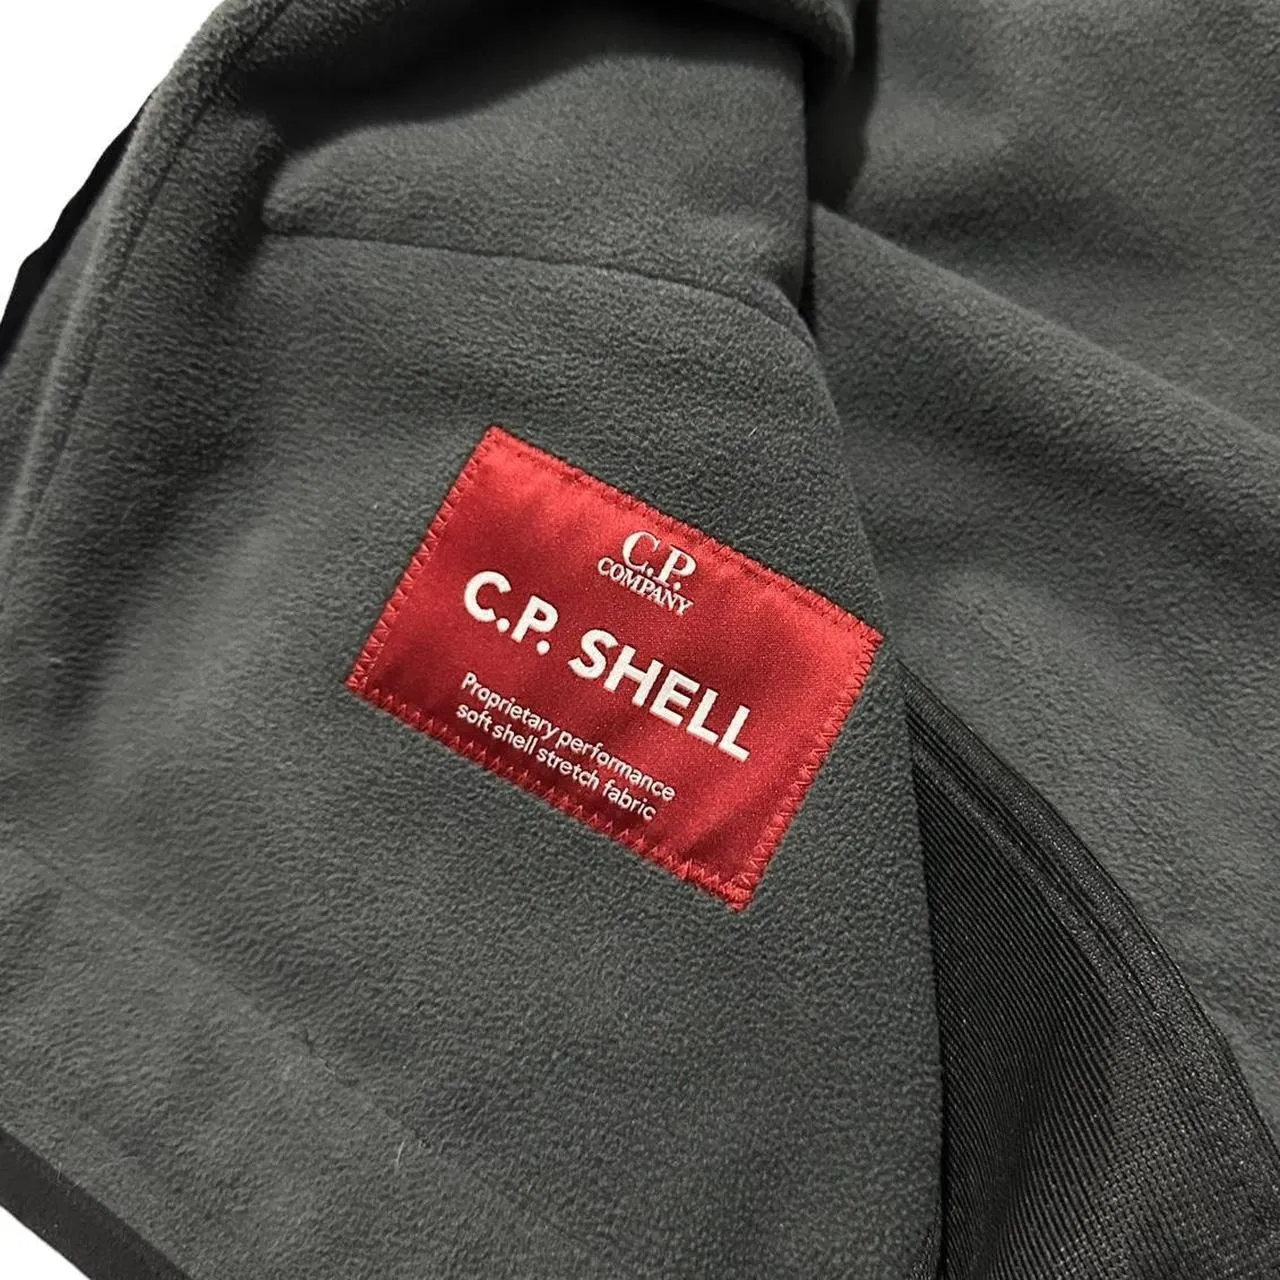 C.P.
COMPANY
C.P. SHELL
Proprietary performance
soft shell stretch fabric